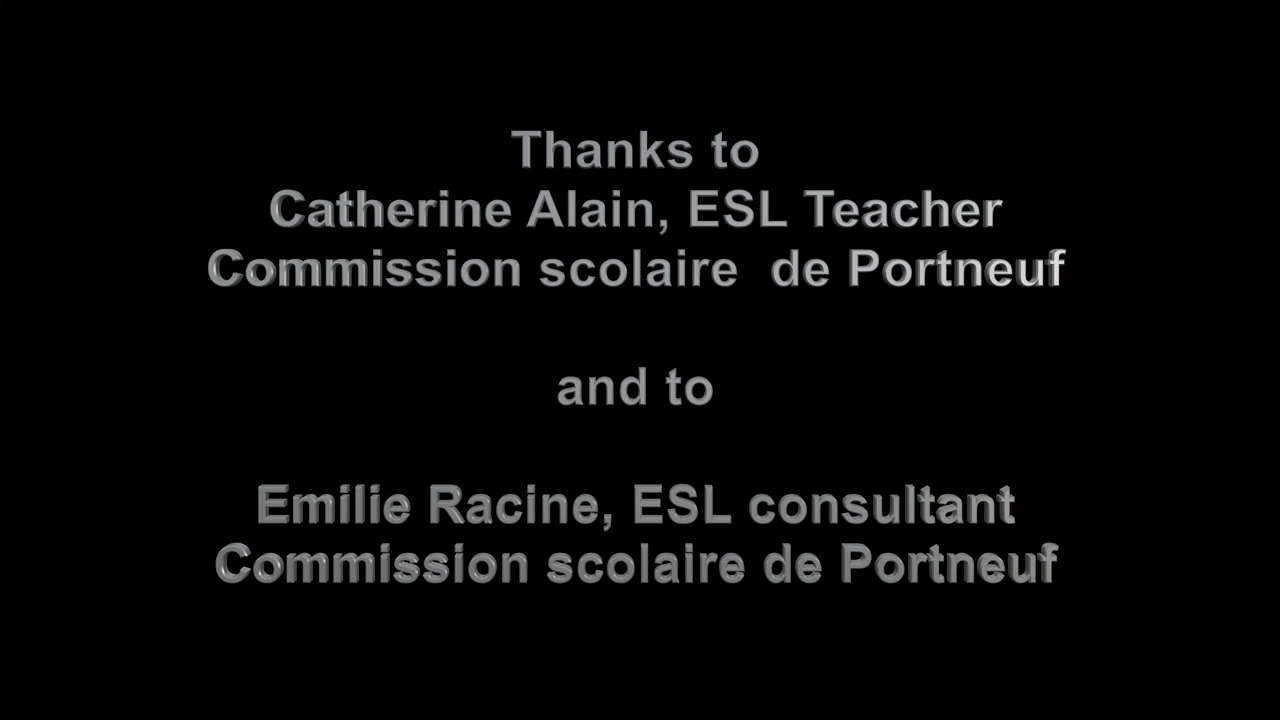 Thanks to
Catherine Alain, ESL Teacher
Commission scolaire  de Portneuf
and to
Emilie Racine, ESL consultant
Commission scolaire de Portneuf